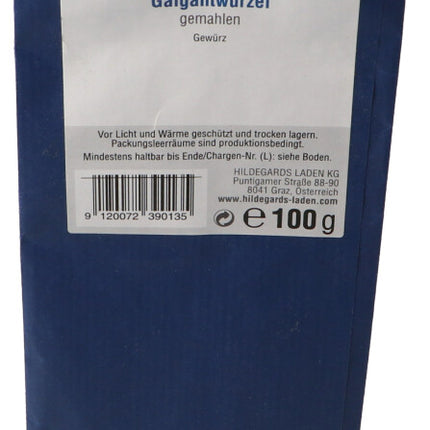 Galgantwurzel
gemahlen
Gewürz
Vor Licht und Wärme geschützt und trocken lagern.
Packungsleerräume sind produktionsbedingt.
Mindestens haltbar bis Ende/Chargen-Nr. (L): siehe Boden.
HILDEGARDS LADEN KG
Puntigamer Straße 88-90
8041 Graz, Österreich
www.hildegards-laden.com
9 120072 390135
℮ 100 g